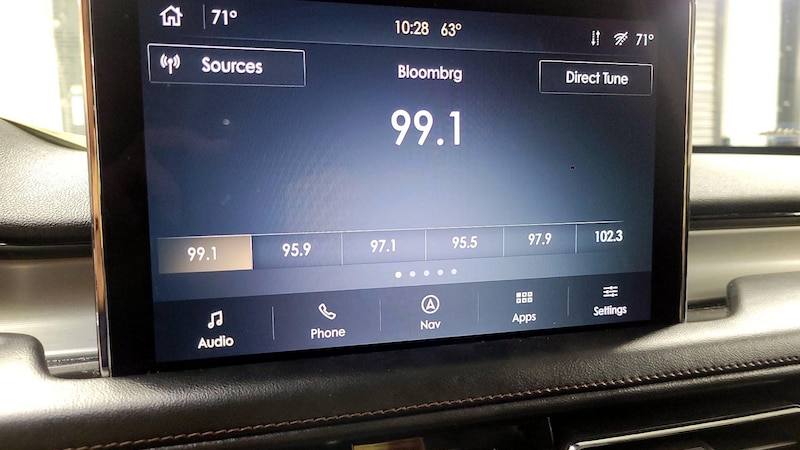 71° 10:28 63° 71°
Sources Bloombrg Direct Tune
99.1
99.1 95.9 97.1 95.5 97.9 102.3
Audio Phone Nav Apps Settings